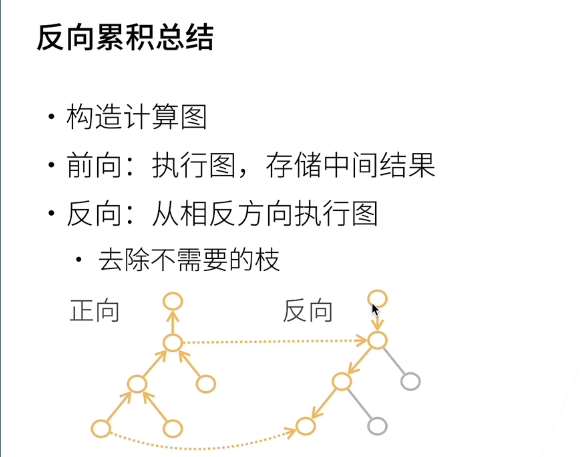 反向累积总结
• 构造计算图
• 前向：执行图，存储中间结果
• 反向：从相反方向执行图
• 去除不需要的枝
正向
反向